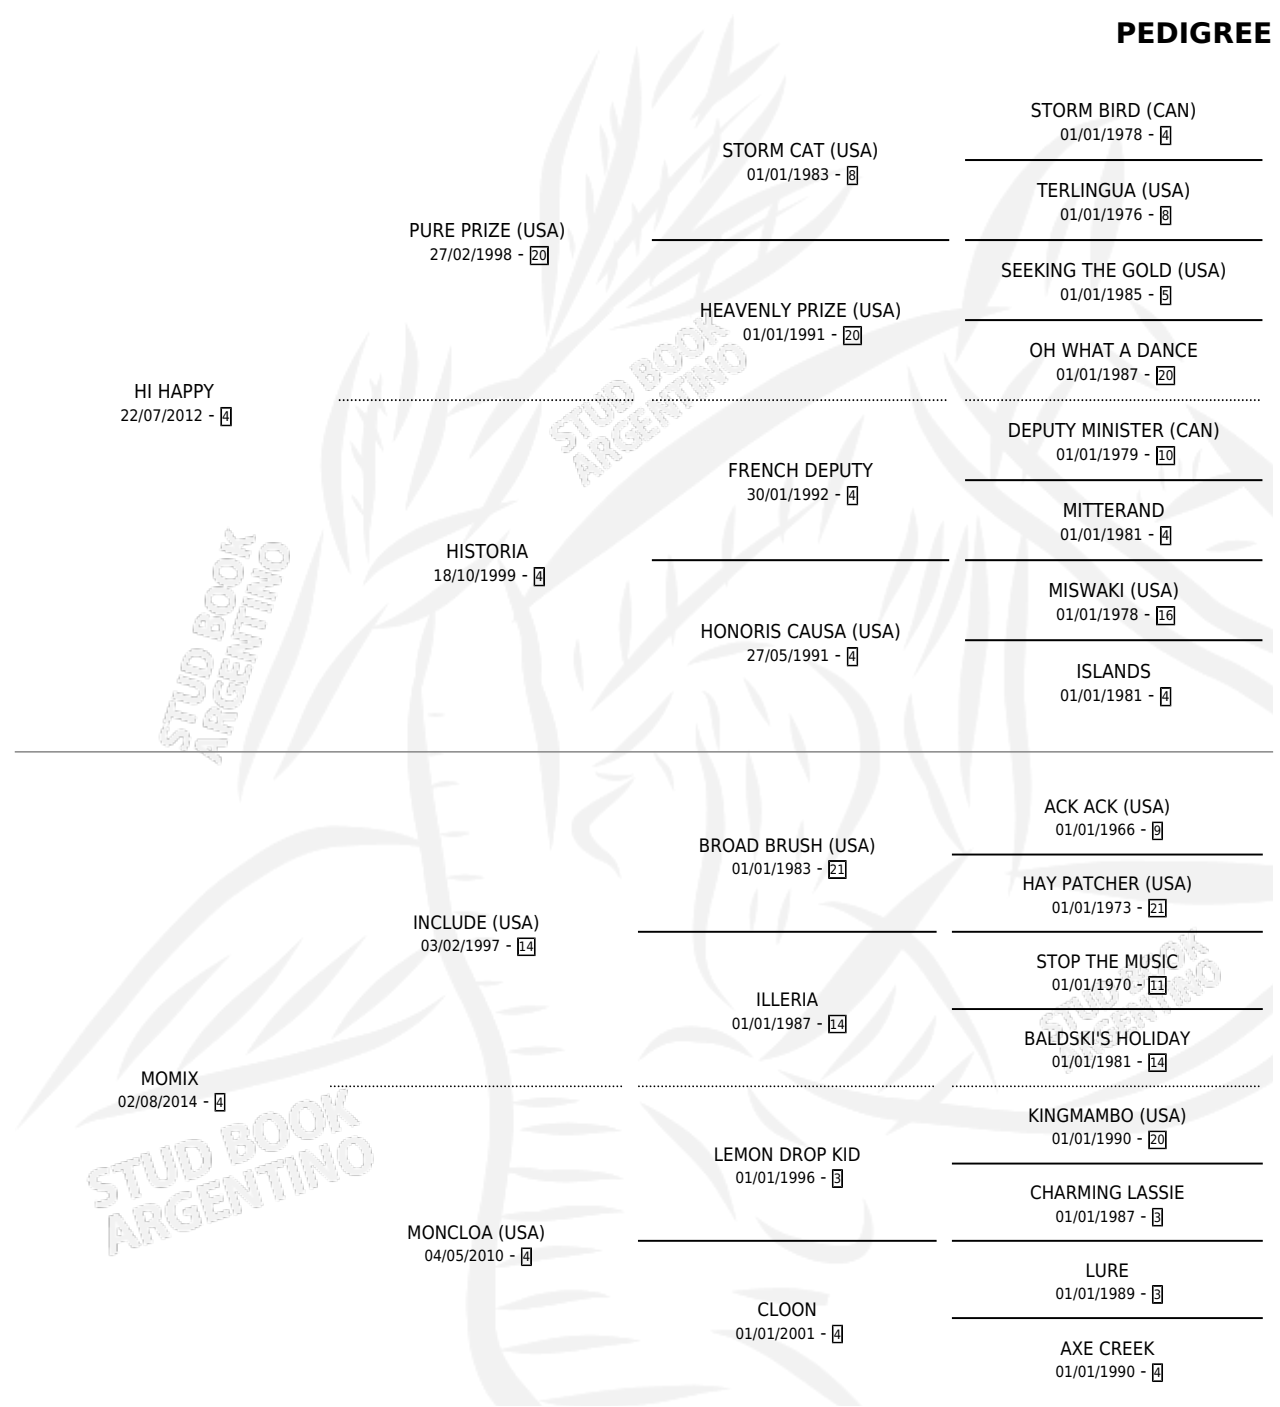 PEDIGREE
STORM BIRD (CAN)
01/01/1978 - 4
STORM CAT (USA)
01/01/1983 - 8
TERLINGUA (USA)
01/01/1976 - 8
PURE PRIZE (USA)
27/02/1998 - 20
SEEKING THE GOLD (USA)
01/01/1985 - 5
HEAVENLY PRIZE (USA)
01/01/1991 - 20
OH WHAT A DANCE
01/01/1987 - 20
HI HAPPY
22/07/2012 - 4
DEPUTY MINISTER (CAN)
01/01/1979 - 10
FRENCH DEPUTY
30/01/1992 - 4
MITTERAND
01/01/1981 - 4
HISTORIA
18/10/1999 - 4
MISWAKI (USA)
01/01/1978 - 16
HONORIS CAUSA (USA)
27/05/1991 - 4
ISLANDS
01/01/1981 - 4
ACK ACK (USA)
01/01/1966 - 9
BROAD BRUSH (USA)
01/01/1983 - 21
HAY PATCHER (USA)
01/01/1973 - 21
INCLUDE (USA)
03/02/1997 - 14
STOP THE MUSIC
01/01/1970 - 11
ILLERIA
01/01/1987 - 14
BALDSKI'S HOLIDAY
01/01/1981 - 14
MOMIX
02/08/2014 - 4
KINGMAMBO (USA)
01/01/1990 - 20
LEMON DROP KID
01/01/1996 - 3
CHARMING LASSIE
01/01/1987 - 3
MONCLOA (USA)
04/05/2010 - 4
LURE
01/01/1989 - 3
CLOON
01/01/2001 - 4
AXE CREEK
01/01/1990 - 4
STUD BOOK
ARGENTINO
STUD BOOK
ARGENTINO
STUD BOOK
ARGENTINO
STUD BOOK
ARGENTINO